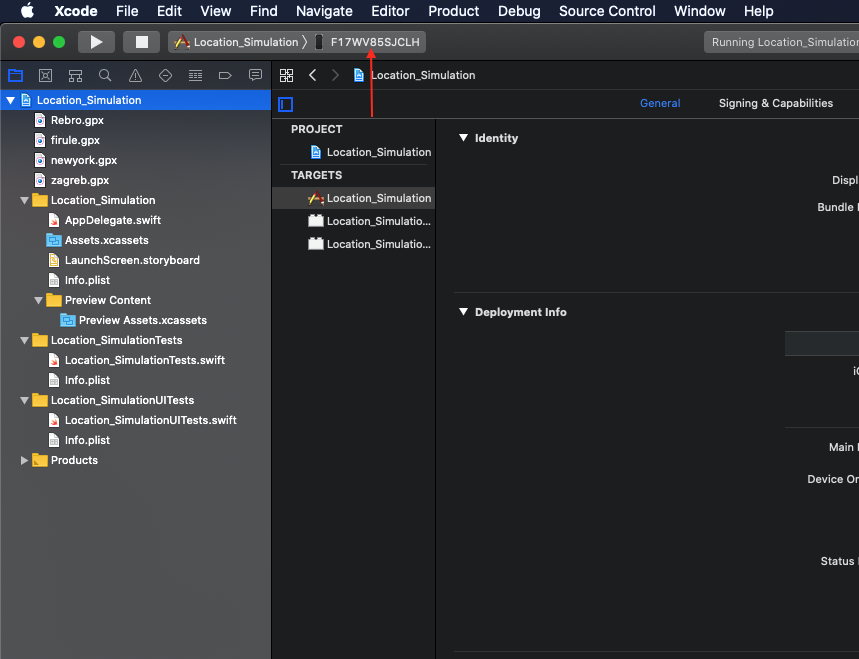 Xcode File Edit View Find Navigate Editor Product Debug Source Control Window Help
Location_Simulation F17WV85SJCLH Running Location_Simulation
Location_Simulation
Location_Simulation
Rebro.gpx
firule.gpx
newyork.gpx
zagreb.gpx
Location_Simulation
AppDelegate.swift
Assets.xcassets
LaunchScreen.storyboard
Info.plist
Preview Content
Preview Assets.xcassets
Location_SimulationTests
Location_SimulationTests.swift
Info.plist
Location_SimulationUITests
Location_SimulationUITests.swift
Info.plist
Products
General Signing & Capabilities
PROJECT
Location_Simulation
TARGETS
Location_Simulation
Location_Simulatio...
Location_Simulatio...
Identity
Displ
Bundle
Deployment Info
Main
Device Or
Status